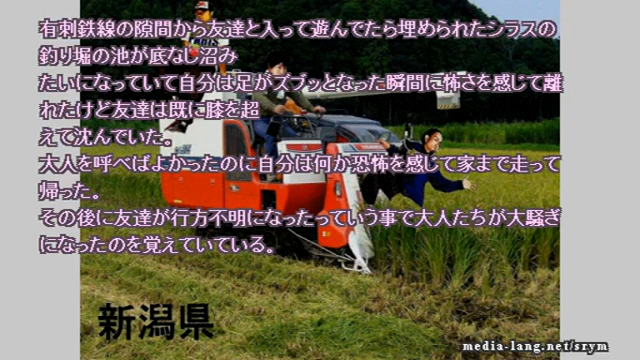 有刺鉄線の隙間から友達と入って遊んでたら埋められたシラスの
釣り堀の池が底なし沼み
たいになっていて自分は足がズブッとなった瞬間に怖さを感じて離
れたけど友達は既に膝を超
えて沈んでいた。
大人を呼べばよかったのに自分は何か恐怖を感じて家まで走って
帰った。
その後に友達が行方不明になったっていう事で大人たちが大騒ぎ
になったのを覚えていている。
新潟県
media-lang.net/srym